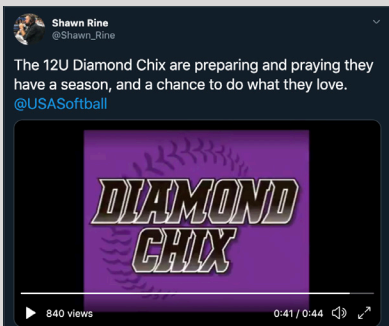 Shawn Rine
@Shawn_Rine
The 12U Diamond Chix are preparing and praying they
have a season, and a chance to do what they love.
@USASoftball
DIAMOND
CHIX
840 views
0:41 / 0:44